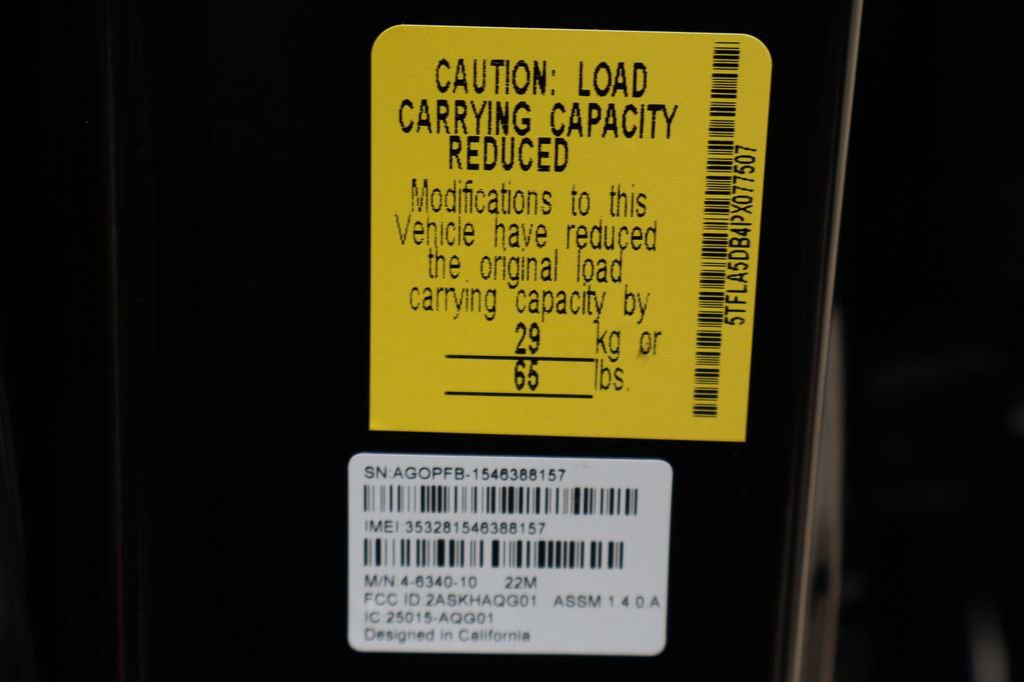 CAUTION: LOAD
CARRYING CAPACITY
REDUCED
Modifications to this
Vehicle have reduced
the original load
carrying capacity by
29 kg or
65 lbs.
5TFLA5DB4PX077507
SN:AGOPFB-1546388157
IMEI:353281546388157
M/N:4-6340-10 22M
FCC ID:2ASKHAQG01 ASSM:1.4.0.A
IC:25015-AQG01
Designed in California